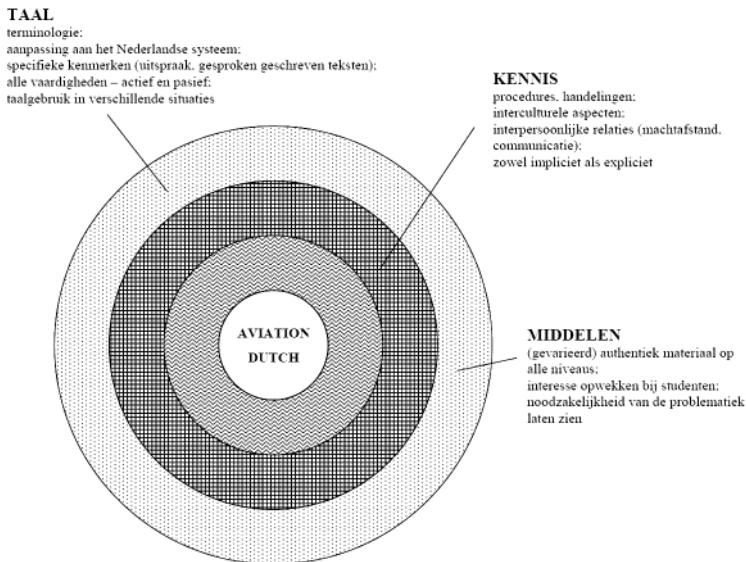 TAAL
terminologie;
aanpassing aan het Nederlandse systeem;
specifieke kenmerken (uitspraak, gesproken geschreven teksten);
alle vaardigheden – actief en pasief;
taalgebruik in verschillende situaties
KENNIS
procedures, handelingen;
interculturele aspecten;
interpersoonlijke relaties (machtafstand,
communicatie);
zowel impliciet als expliciet
AVIATION
DUTCH
MIDDELEN
(gevarieerd) authentiek materiaal op
alle niveaus;
interesse opwekken bij studenten;
noodzakelijkheid van de problematiek
laten zien